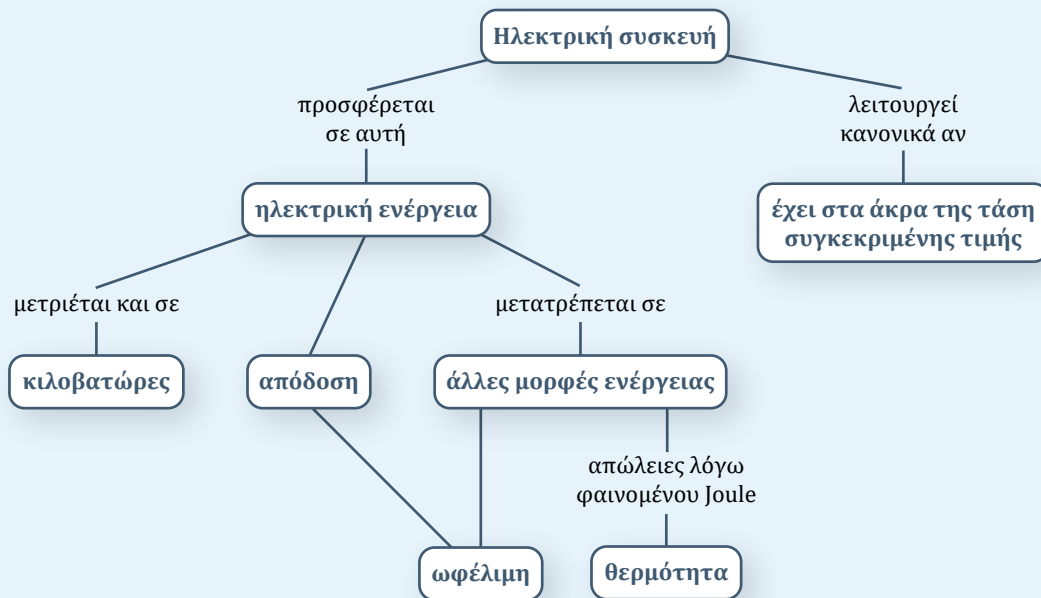 Ηλεκτρική συσκευή
προσφέρεται
σε αυτή
λειτουργεί
κανονικά αν
ηλεκτρική ενέργεια
έχει στα άκρα της τάση
συγκεκριμένης τιμής
μετριέται και σε
μετατρέπεται σε
κιλοβατώρες
απόδοση
άλλες μορφές ενέργειας
απώλειες λόγω
φαινομένου Joule
ωφέλιμη
θερμότητα